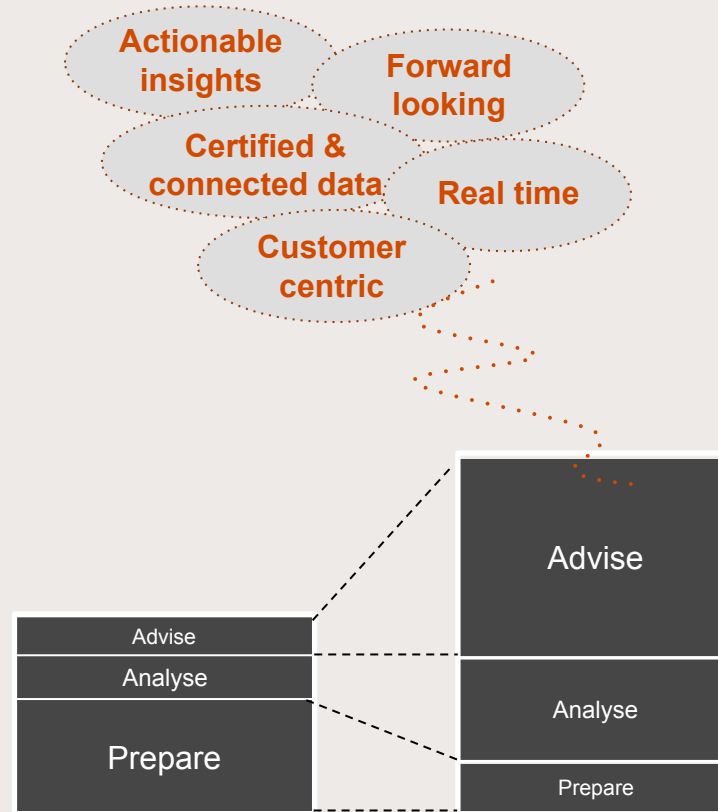 Actionable
insights
Forward
looking
Certified &
connected data
Real time
Customer
centric
Advise
Analyse
Prepare
Advise
Analyse
Prepare